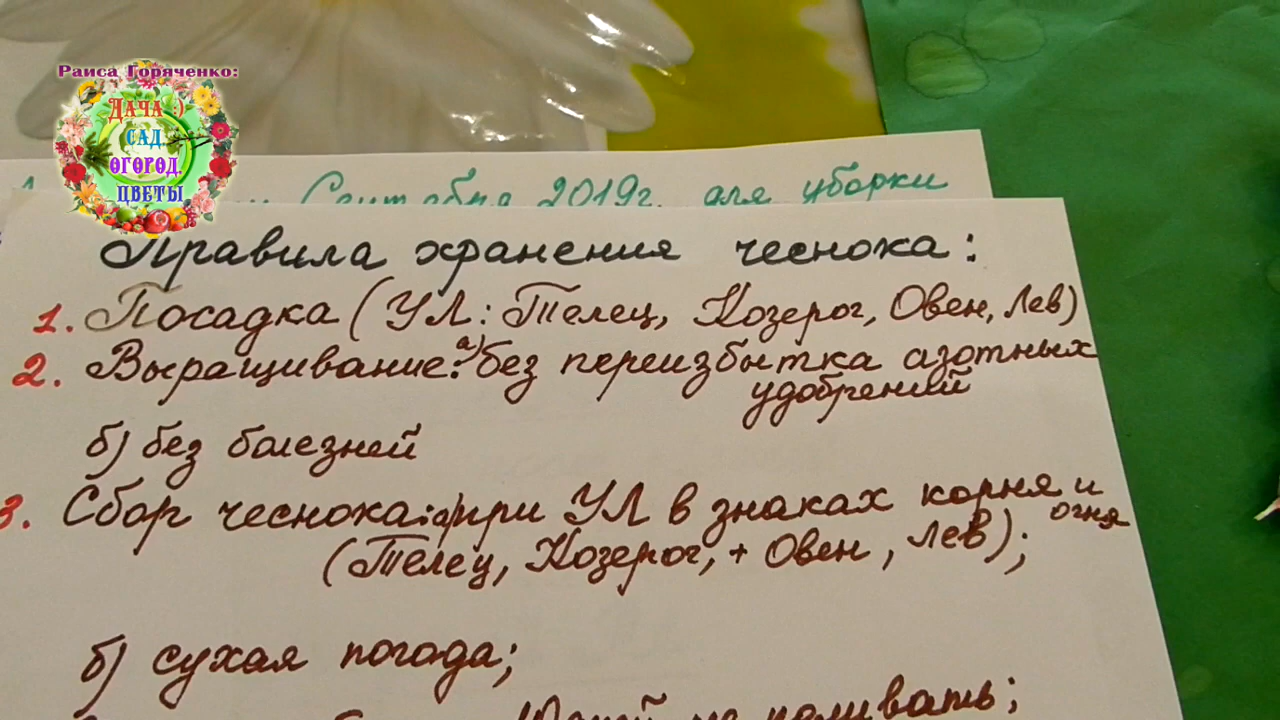 Раиса Горяченко:
Дача :)
сад
огород,
цветы
Сентября 2019г. для уборки
Правила хранения чеснока:
1. Посадка (УЛ: Телец, Козерог, Овен, Лев)
2. Выращивание: а) без переизбытка азотных
удобрений
б) без болезней
3. Сбор чеснока: а) при УЛ в знаках корня и
огня
(Телец, Козерог, + Овен, Лев);
б) сухая погода;
не поливать;